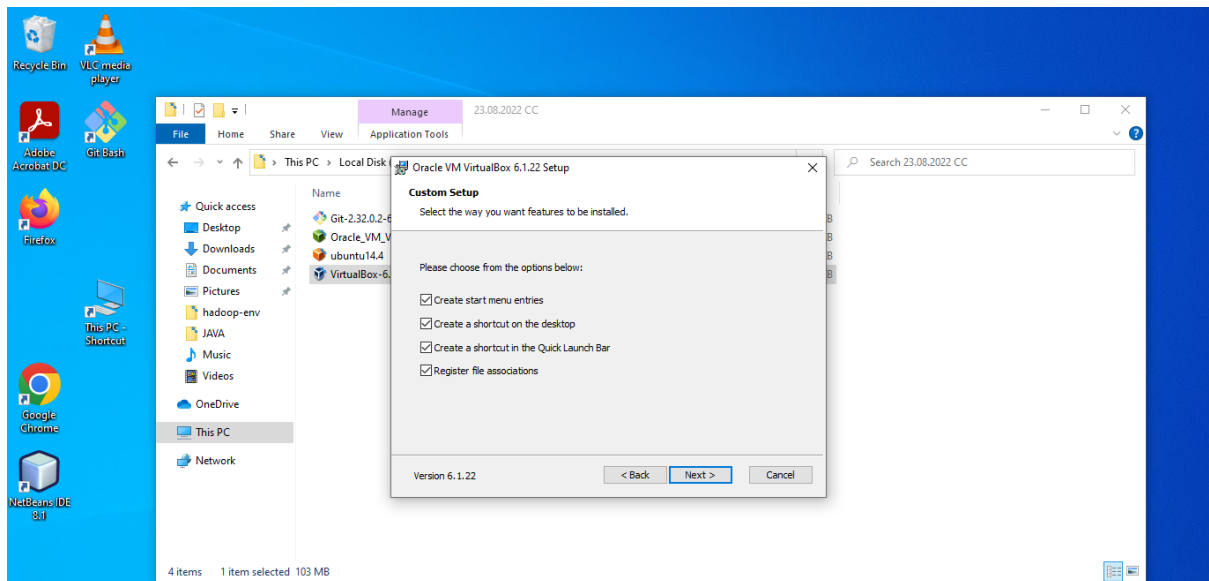 Recycle Bin
VLC media
player
Adobe
Acrobat DC
Git Bash
Firefox
This PC -
Shortcut
Google
Chrome
NetBeans IDE
8.1
Manage
23.08.2022 CC
File
Home
Share
View
Application Tools
This PC > Local Disk
Search 23.08.2022 CC
Quick access
Desktop
Downloads
Documents
Pictures
hadoop-env
JAVA
Music
Videos
OneDrive
This PC
Network
Name
Git-2.32.0.2-6
Oracle_VM_V
ubuntu14.4
VirtualBox-6.
B
B
B
B
Oracle VM VirtualBox 6.1.22 Setup
Custom Setup
Select the way you want features to be installed.
Please choose from the options below:
Create start menu entries
Create a shortcut on the desktop
Create a shortcut in the Quick Launch Bar
Register file associations
Version 6.1.22
< Back
Next >
Cancel
4 items
1 item selected 103 MB